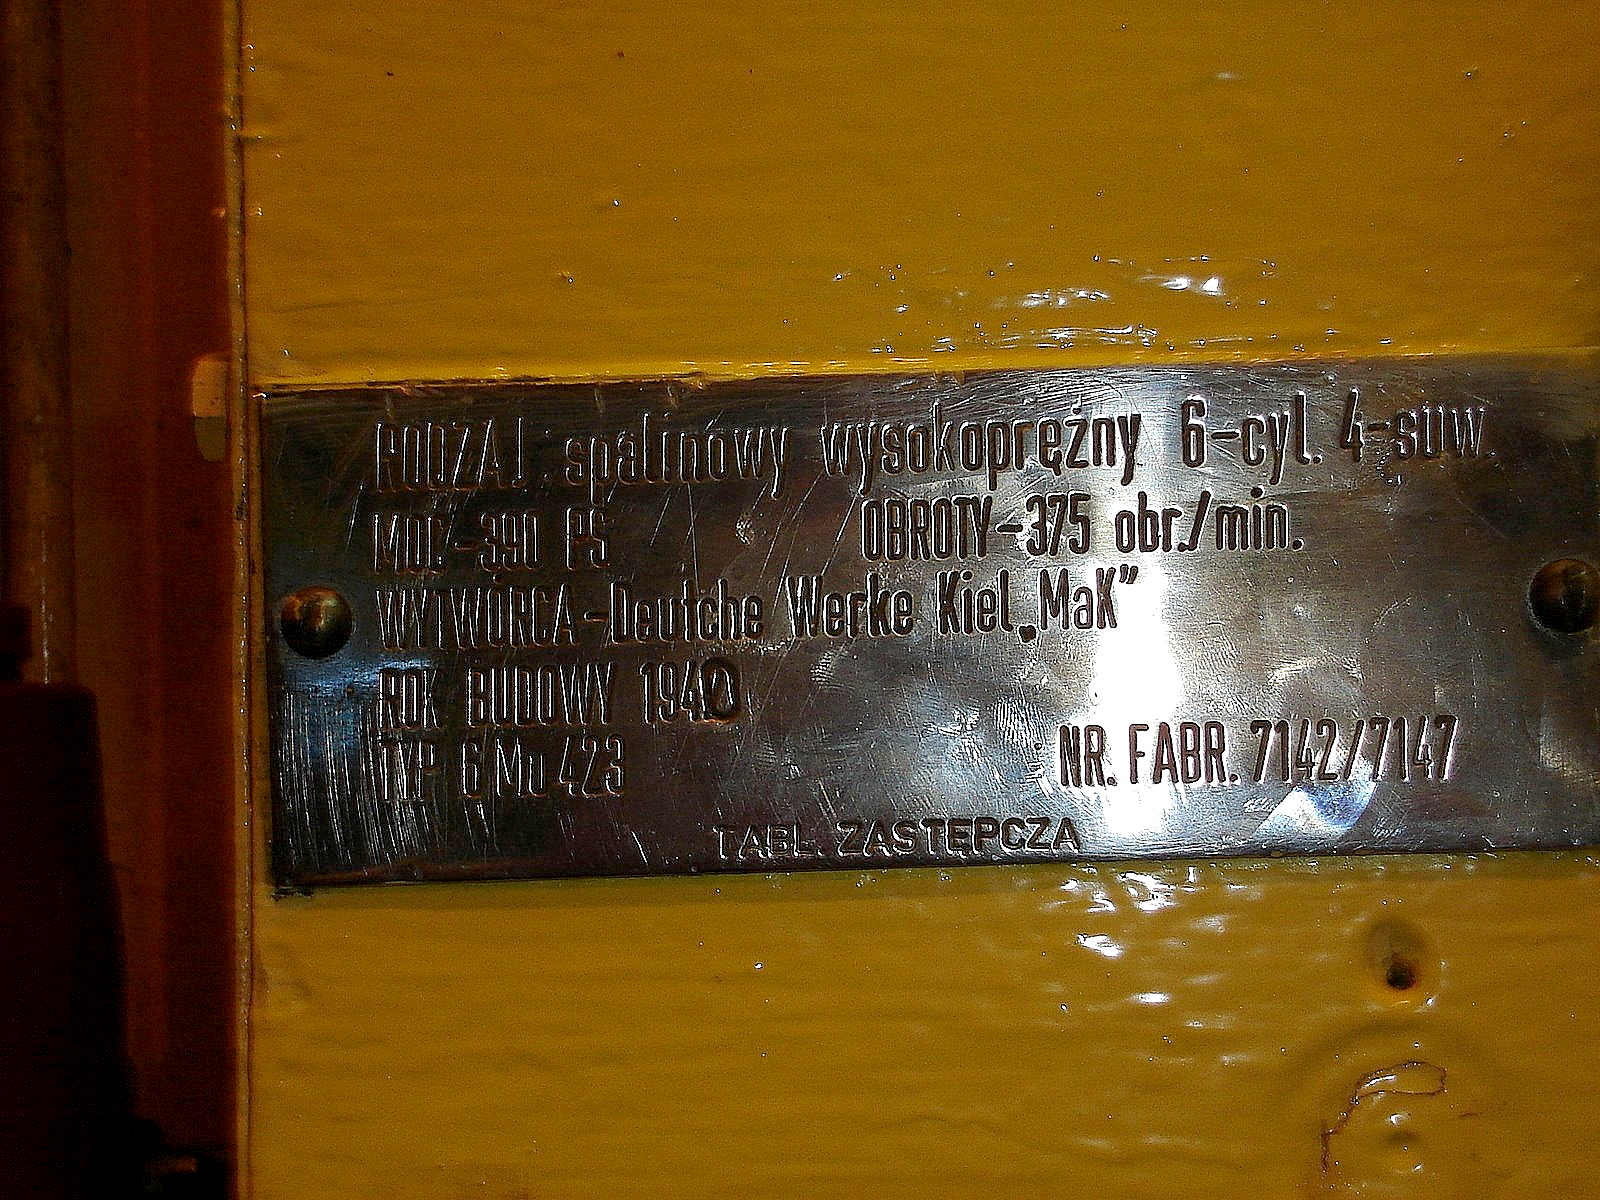 RODZAJ: spalinowy wysokoprężny 6-cyl. 4-suw.
MOC-390 PS OBROTY-375 obr./min.
WYTWÓRCA-Deutche Werke Kiel „MaK”
ROK BUDOWY 1940
TYP 6 Mu 423 NR. FABR. 7142/7147
TABL. ZASTĘPCZA